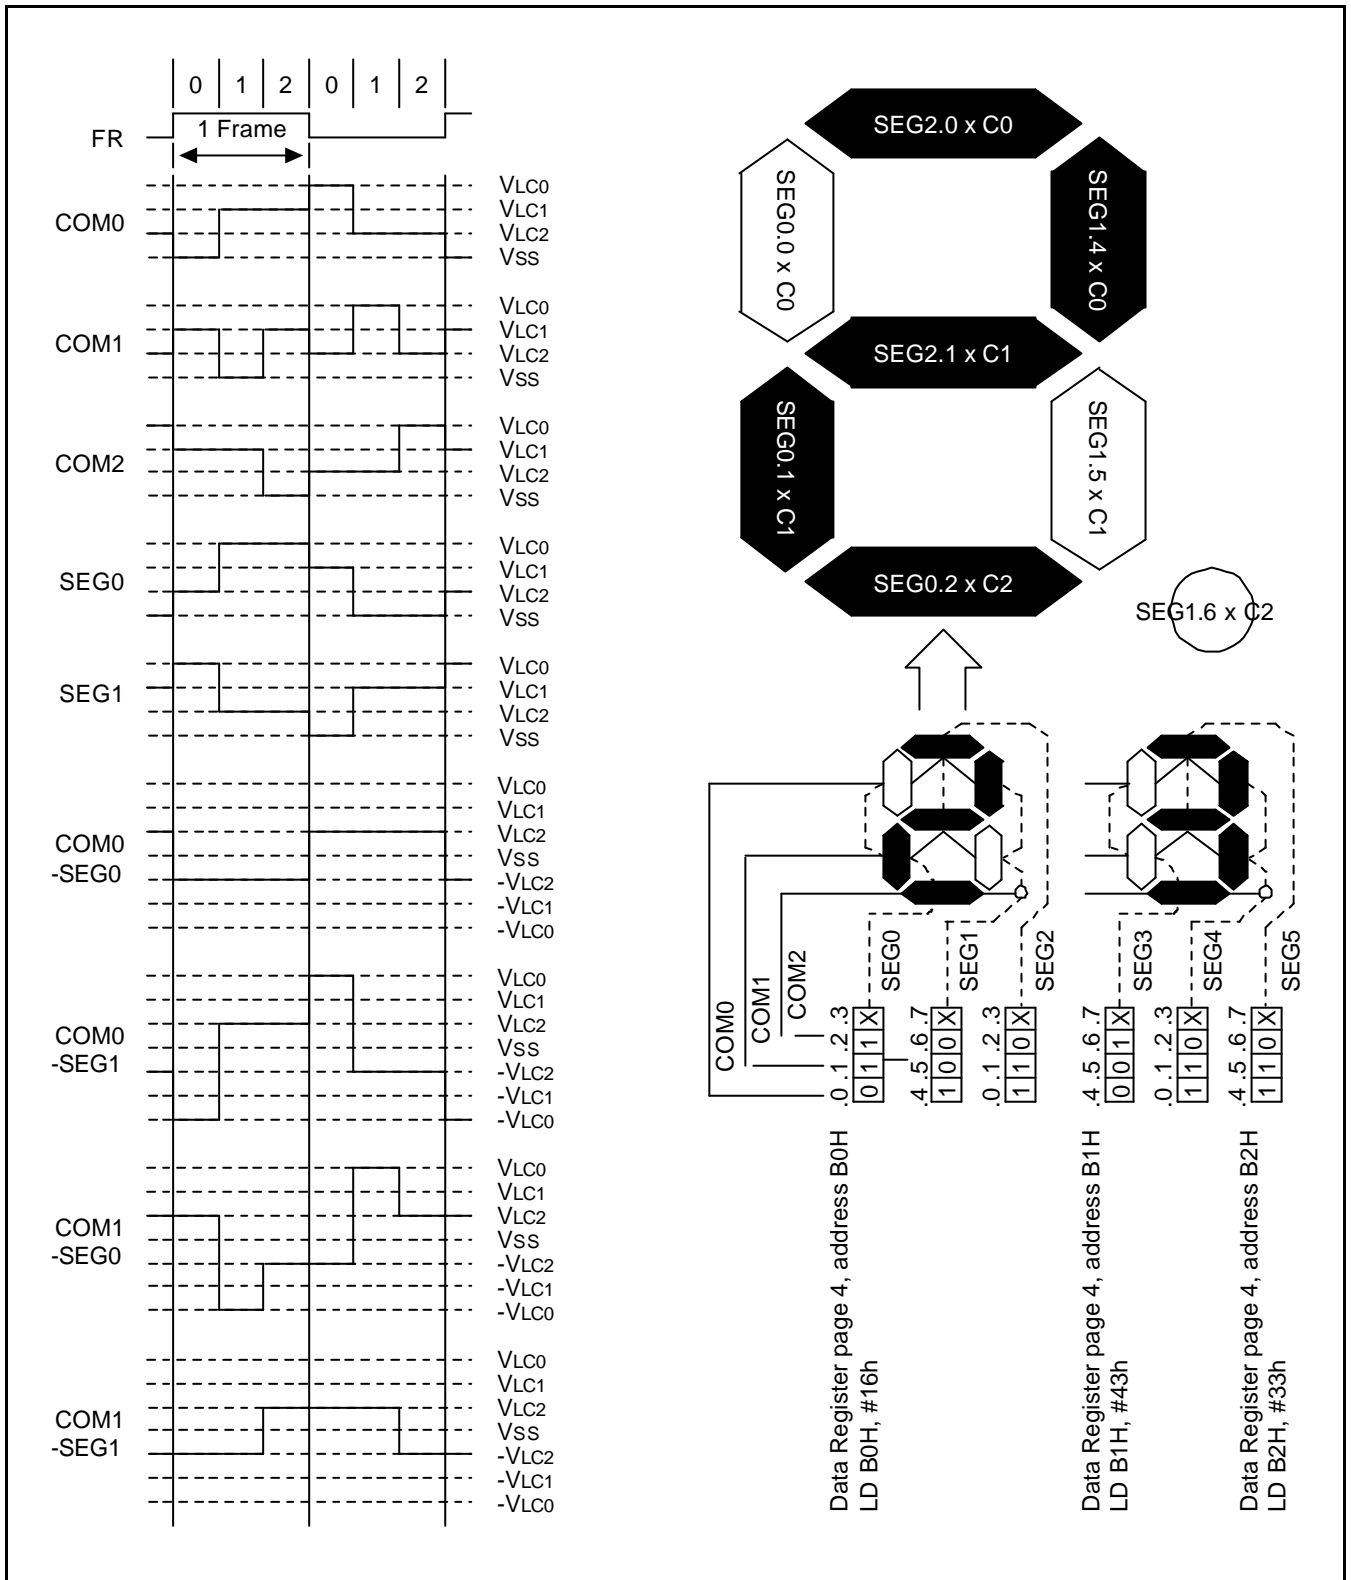 0 1 2 0 1 2
FR
1 Frame
COM0
VLC0
VLC1
VLC2
VSS
COM1
VLC0
VLC1
VLC2
VSS
COM2
VLC0
VLC1
VLC2
VSS
SEG0
VLC0
VLC1
VLC2
VSS
SEG1
VLC0
VLC1
VLC2
VSS
COM0
-SEG0
VLC0
VLC1
VLC2
VSS
-VLC2
-VLC1
-VLC0
COM0
-SEG1
VLC0
VLC1
VLC2
VSS
-VLC2
-VLC1
-VLC0
COM1
-SEG0
VLC0
VLC1
VLC2
VSS
-VLC2
-VLC1
-VLC0
COM1
-SEG1
VLC0
VLC1
VLC2
VSS
-VLC2
-VLC1
-VLC0
SEG2.0 x C0
SEG0.0 x C0
SEG1.4 x C0
SEG2.1 x C1
SEG0.1 x C1
SEG1.5 x C1
SEG0.2 x C2
SEG1.6 x C2
COM0
COM1
COM2
SEG0
SEG1
SEG2
SEG3
SEG4
SEG5
.0 .1 .2 .3
0 1 1 X
.4 .5 .6 .7
1 0 0 X
.0 .1 .2 .3
1 1 0 X
.4 .5 .6 .7
0 0 1 X
.0 .1 .2 .3
1 1 0 X
.4 .5 .6 .7
1 1 0 X
Data Register page 4, address B0H
LD B0H, #16h
Data Register page 4, address B1H
LD B1H, #43h
Data Register page 4, address B2H
LD B2H, #33h